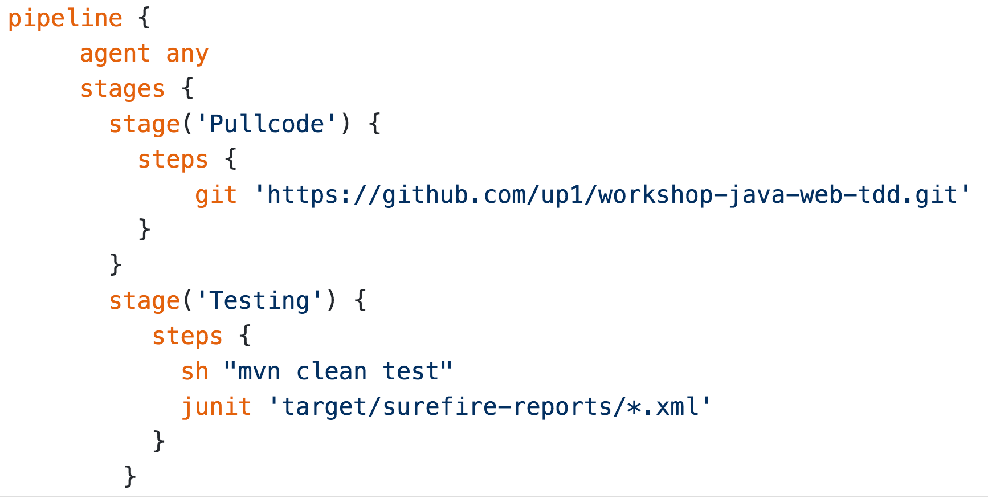 pipeline {
     agent any
     stages {
       stage('Pullcode') {
         steps {
             git 'https://github.com/up1/workshop-java-web-tdd.git'
         }
       }
       stage('Testing') {
          steps {
            sh "mvn clean test"
            junit 'target/surefire-reports/*.xml'
          }
        }